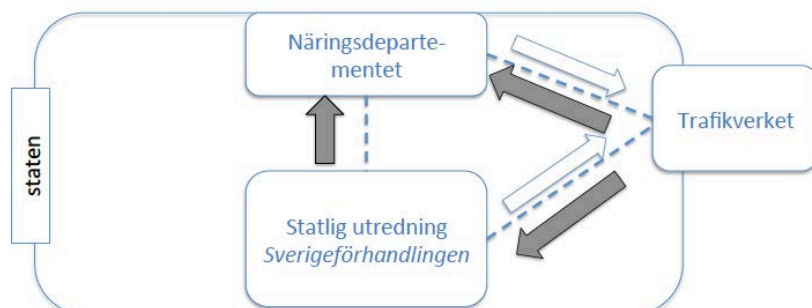 Näringsdeparte-
mentet
Trafikverket
staten
Statlig utredning
Sverigeförhandlingen